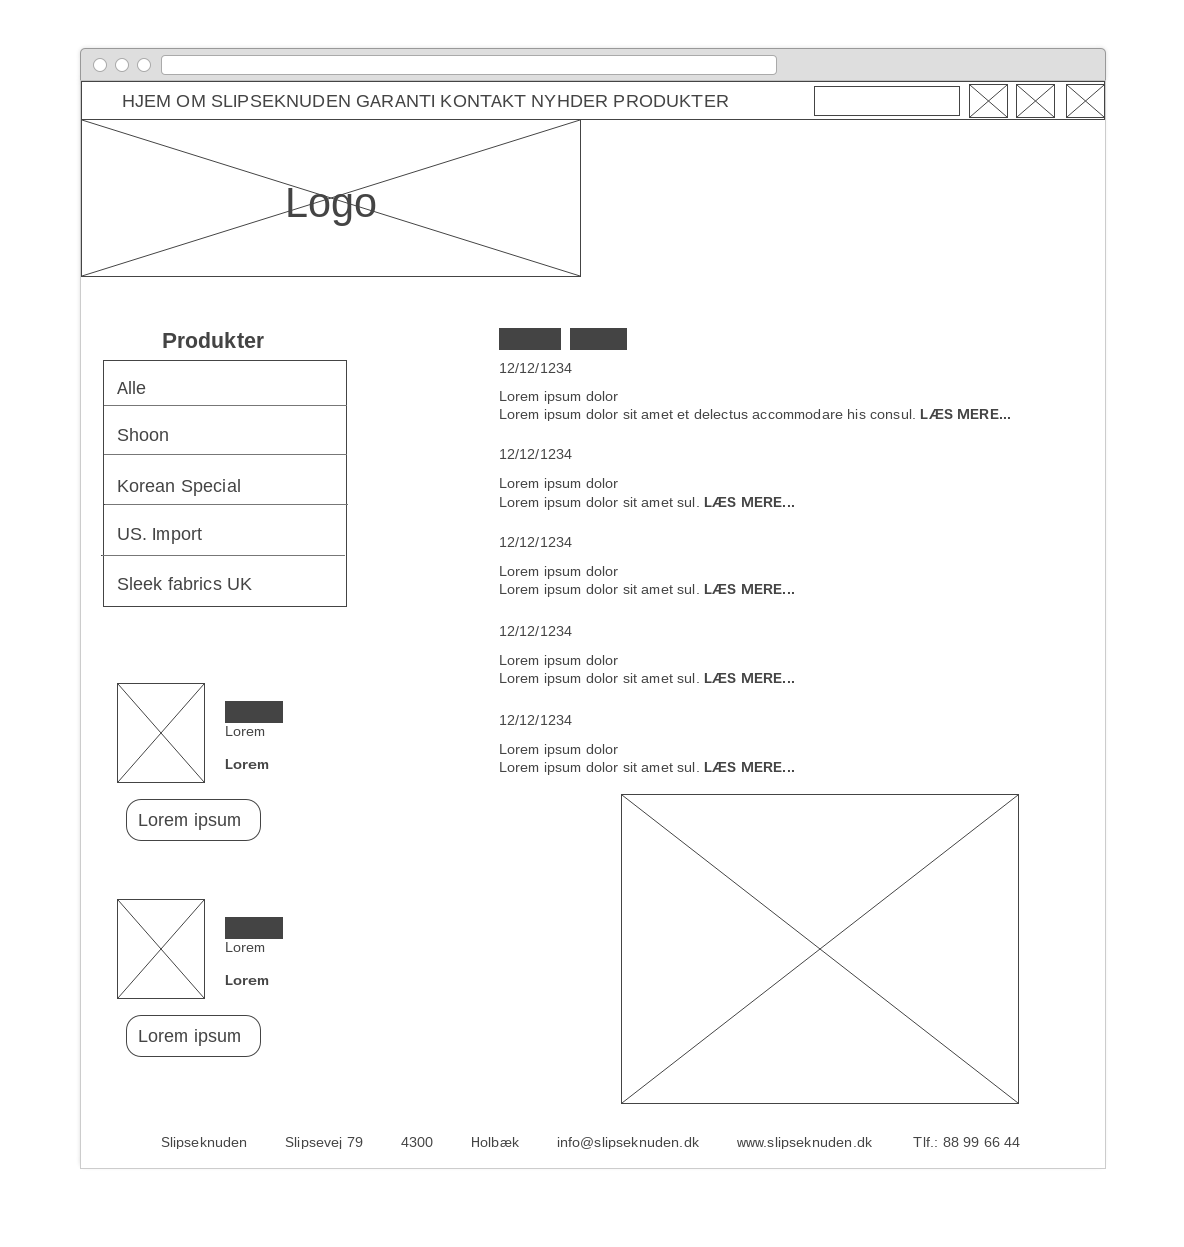 HJEM OM SLIPSEKNUDEN GARANTI KONTAKT NYHDER PRODUKTER
Logo
Produkter
Alle
Shoon
Korean Special
US. Import
Sleek fabrics UK
Lorem
Lorem
Lorem ipsum
Lorem
Lorem
Lorem ipsum
12/12/1234
Lorem ipsum dolor
Lorem ipsum dolor sit amet et delectus accommodare his consul. LÆS MERE...
12/12/1234
Lorem ipsum dolor
Lorem ipsum dolor sit amet sul. LÆS MERE...
12/12/1234
Lorem ipsum dolor
Lorem ipsum dolor sit amet sul. LÆS MERE...
12/12/1234
Lorem ipsum dolor
Lorem ipsum dolor sit amet sul. LÆS MERE...
12/12/1234
Lorem ipsum dolor
Lorem ipsum dolor sit amet sul. LÆS MERE...
Slipseknuden Slipsevej 79 4300 Holbæk info@slipseknuden.dk www.slipseknuden.dk Tlf.: 88 99 66 44